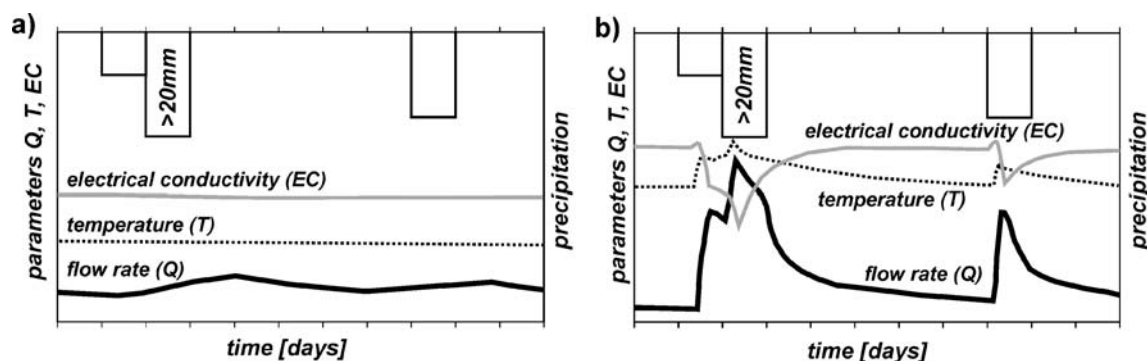 a)
parameters Q, T, EC
>20mm
electrical conductivity (EC)
temperature (T)
flow rate (Q)
precipitation
time [days]
b)
parameters Q, T, EC
>20mm
electrical conductivity (EC)
temperature (T)
flow rate (Q)
precipitation
time [days]